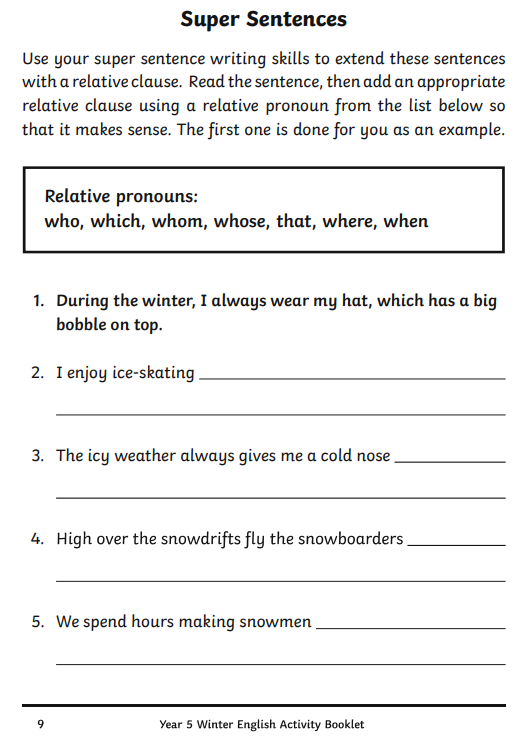 Super Sentences
Use your super sentence writing skills to extend these sentences
with a relative clause. Read the sentence, then add an appropriate
relative clause using a relative pronoun from the list below so
that it makes sense. The first one is done for you as an example.
Relative pronouns:
who, which, whom, whose, that, where, when
1. During the winter, I always wear my hat, which has a big
bobble on top.
2. I enjoy ice-skating
3. The icy weather always gives me a cold nose
4. High over the snowdrifts fly the snowboarders
5. We spend hours making snowmen
9 Year 5 Winter English Activity Booklet